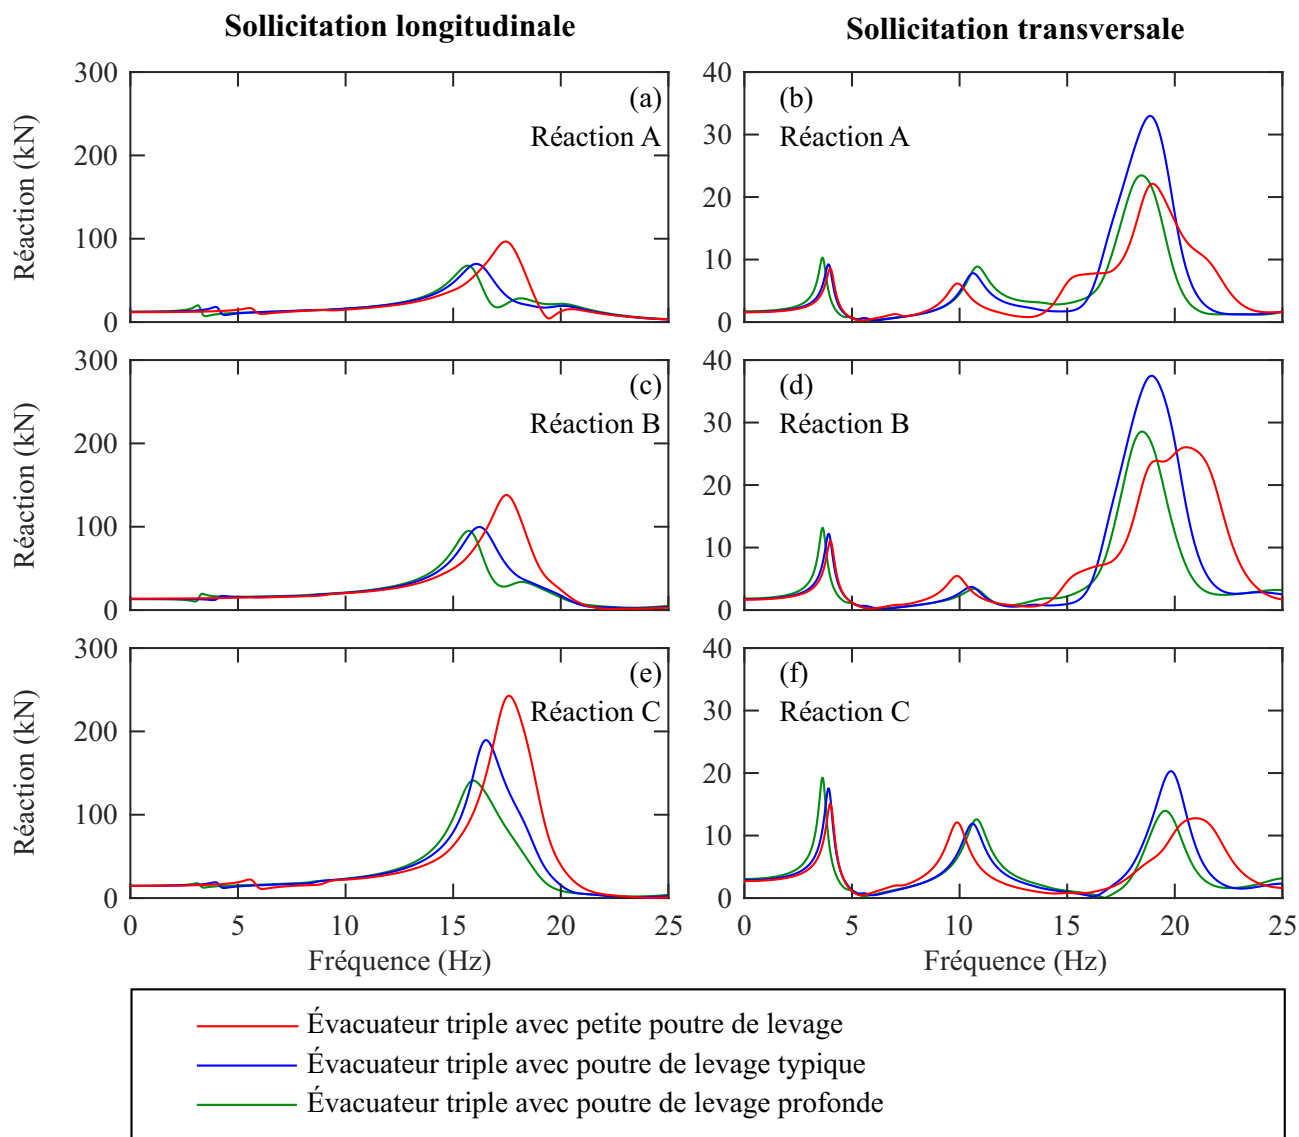 Sollicitation longitudinale
Sollicitation transversale
300
200
100
0
Réaction (kN)
(a)
Réaction A
40
30
20
10
0
(b)
Réaction A
300
200
100
0
Réaction (kN)
(c)
Réaction B
40
30
20
10
0
(d)
Réaction B
300
200
100
0
Réaction (kN)
(e)
Réaction C
0 5 10 15 20 25
Fréquence (Hz)
40
30
20
10
0
(f)
Réaction C
0 5 10 15 20 25
Fréquence (Hz)
Évacuateur triple avec petite poutre de levage
Évacuateur triple avec poutre de levage typique
Évacuateur triple avec poutre de levage profonde